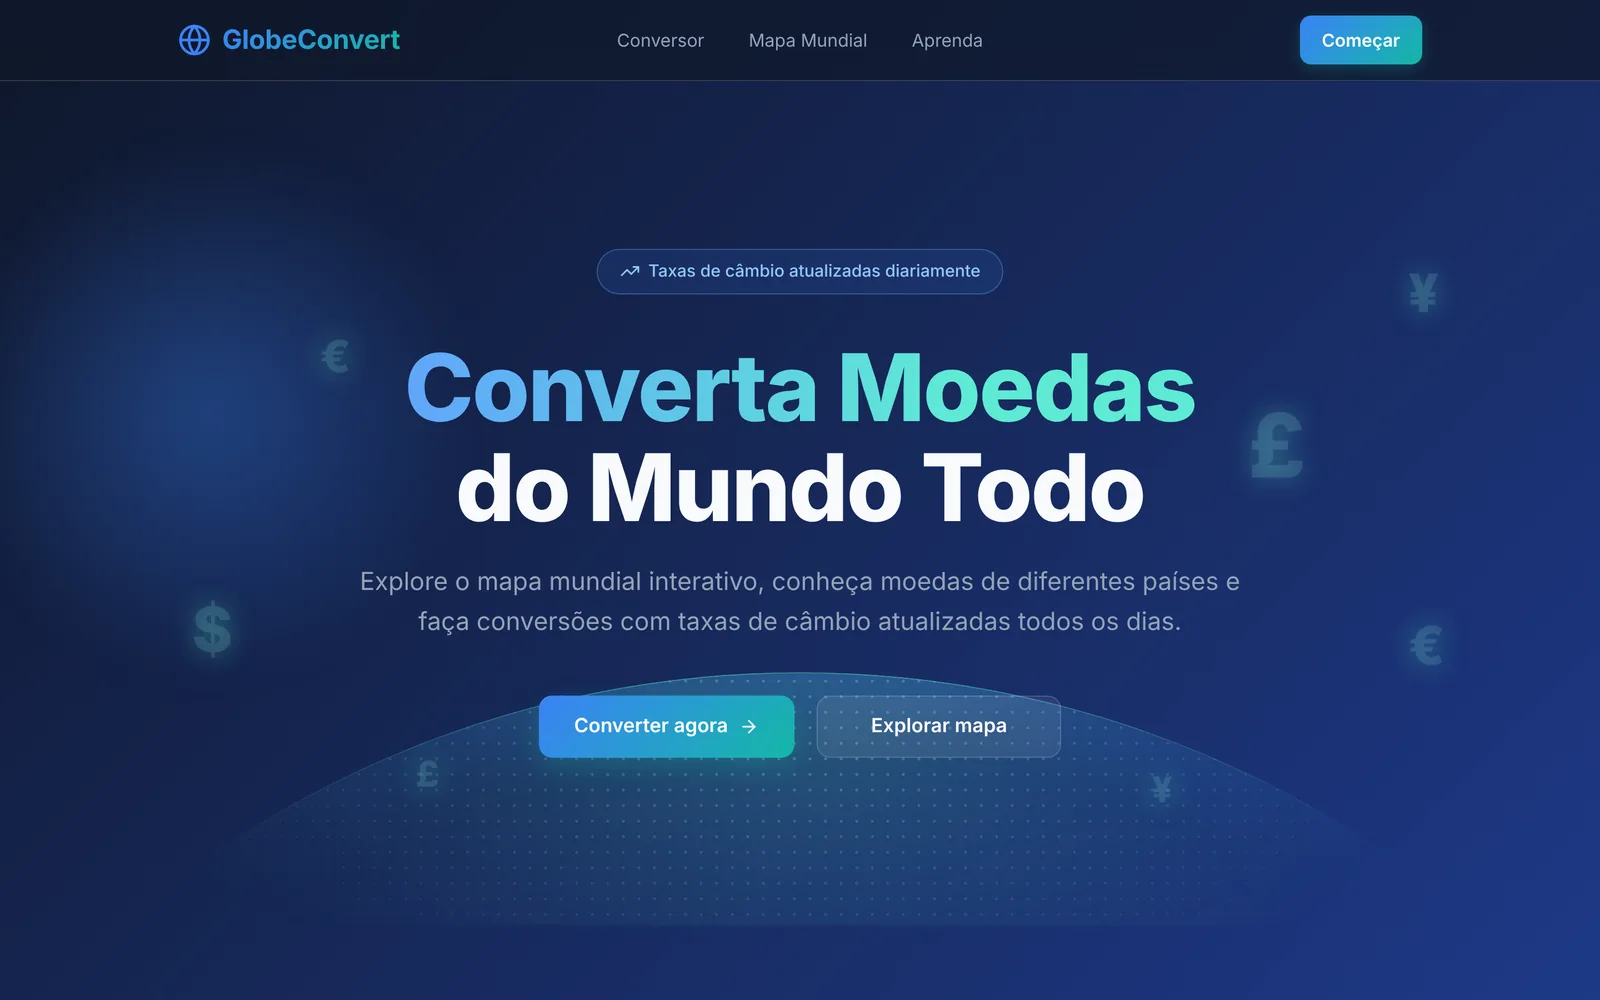 GlobeConvert
Conversor
Mapa Mundial
Aprenda
Começar
Taxas de câmbio atualizadas diariamente
¥
€
Converta Moedas
£
do Mundo Todo
Explore o mapa mundial interativo, conheça moedas de diferentes países e
faça conversões com taxas de câmbio atualizadas todos os dias.
$
€
Converter agora →
Explorar mapa
£
¥